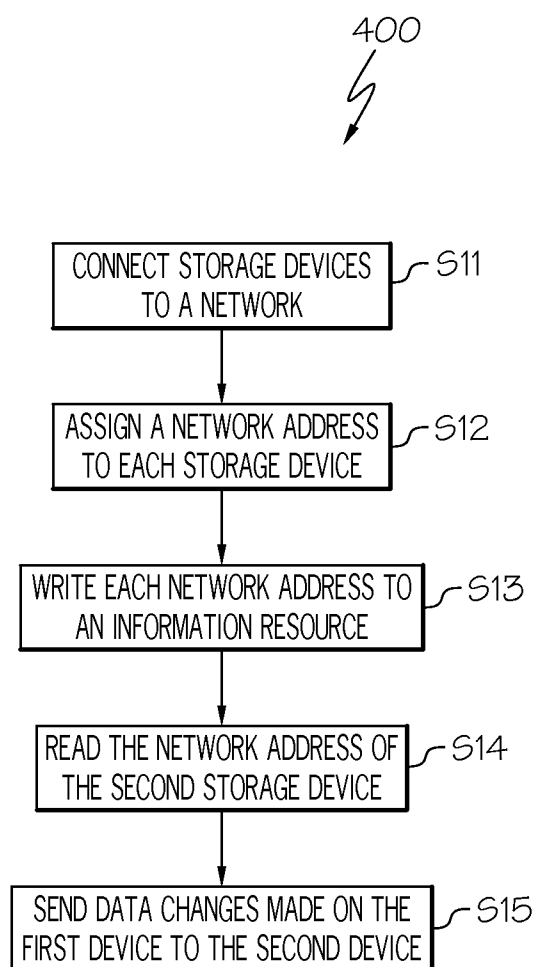 400
CONNECT STORAGE DEVICES
TO A NETWORK
S11
ASSIGN A NETWORK ADDRESS
TO EACH STORAGE DEVICE
S12
WRITE EACH NETWORK ADDRESS TO
AN INFORMATION RESOURCE
S13
READ THE NETWORK ADDRESS OF
THE SECOND STORAGE DEVICE
S14
SEND DATA CHANGES MADE ON THE
FIRST DEVICE TO THE SECOND DEVICE
S15